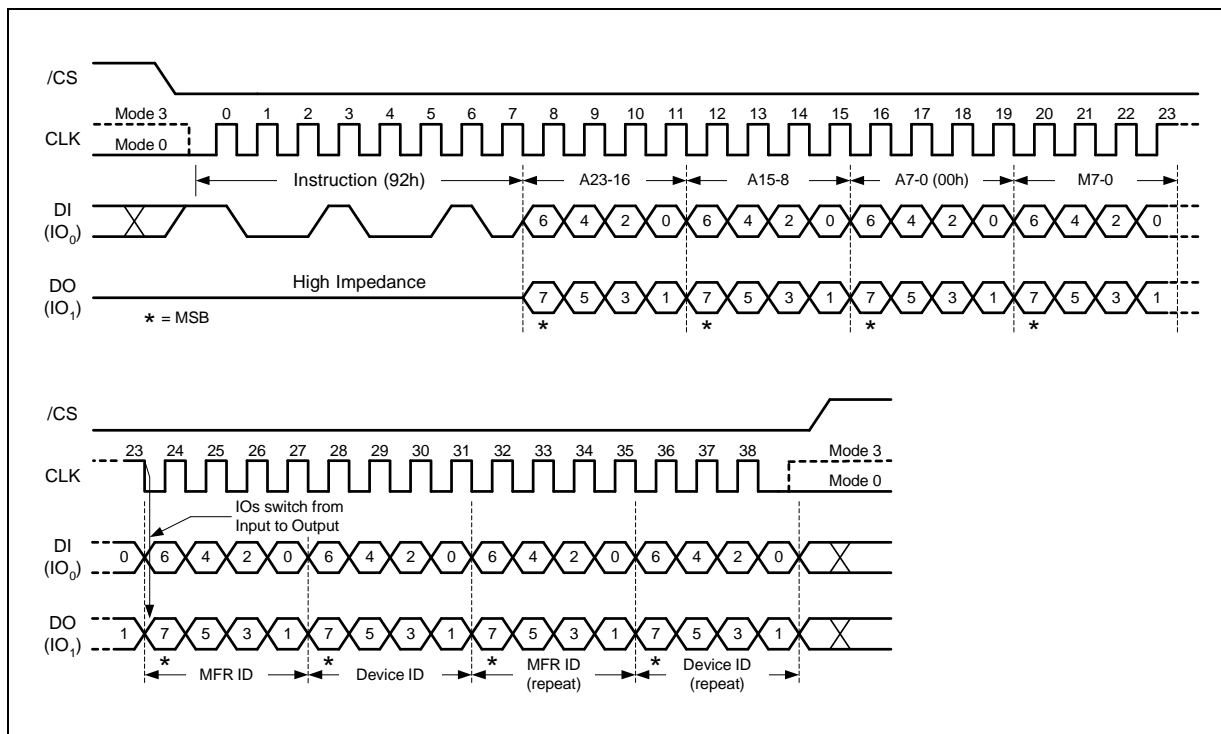 /CS
Mode 3 0 1 2 3 4 5 6 7 8 9 10 11 12 13 14 15 16 17 18 19 20 21 22 23
CLK
Mode 0
Instruction (92h) A23-16 A15-8 A7-0 (00h) M7-0
DI
(IO0)
6 4 2 0 6 4 2 0 6 4 2 0 6 4 2 0
High Impedance
DO
(IO1)
7 5 3 1 7 5 3 1 7 5 3 1 7 5 3 1
* = MSB * * * *
/CS
23 24 25 26 27 28 29 30 31 32 33 34 35 36 37 38 Mode 3
CLK
Mode 0
IOs switch from
Input to Output
DI
(IO0)
0 6 4 2 0 6 4 2 0 6 4 2 0 6 4 2 0
DO
(IO1)
1 7 5 3 1 7 5 3 1 7 5 3 1 7 5 3 1
* * * *
MFR ID Device ID MFR ID
(repeat)
Device ID
(repeat)